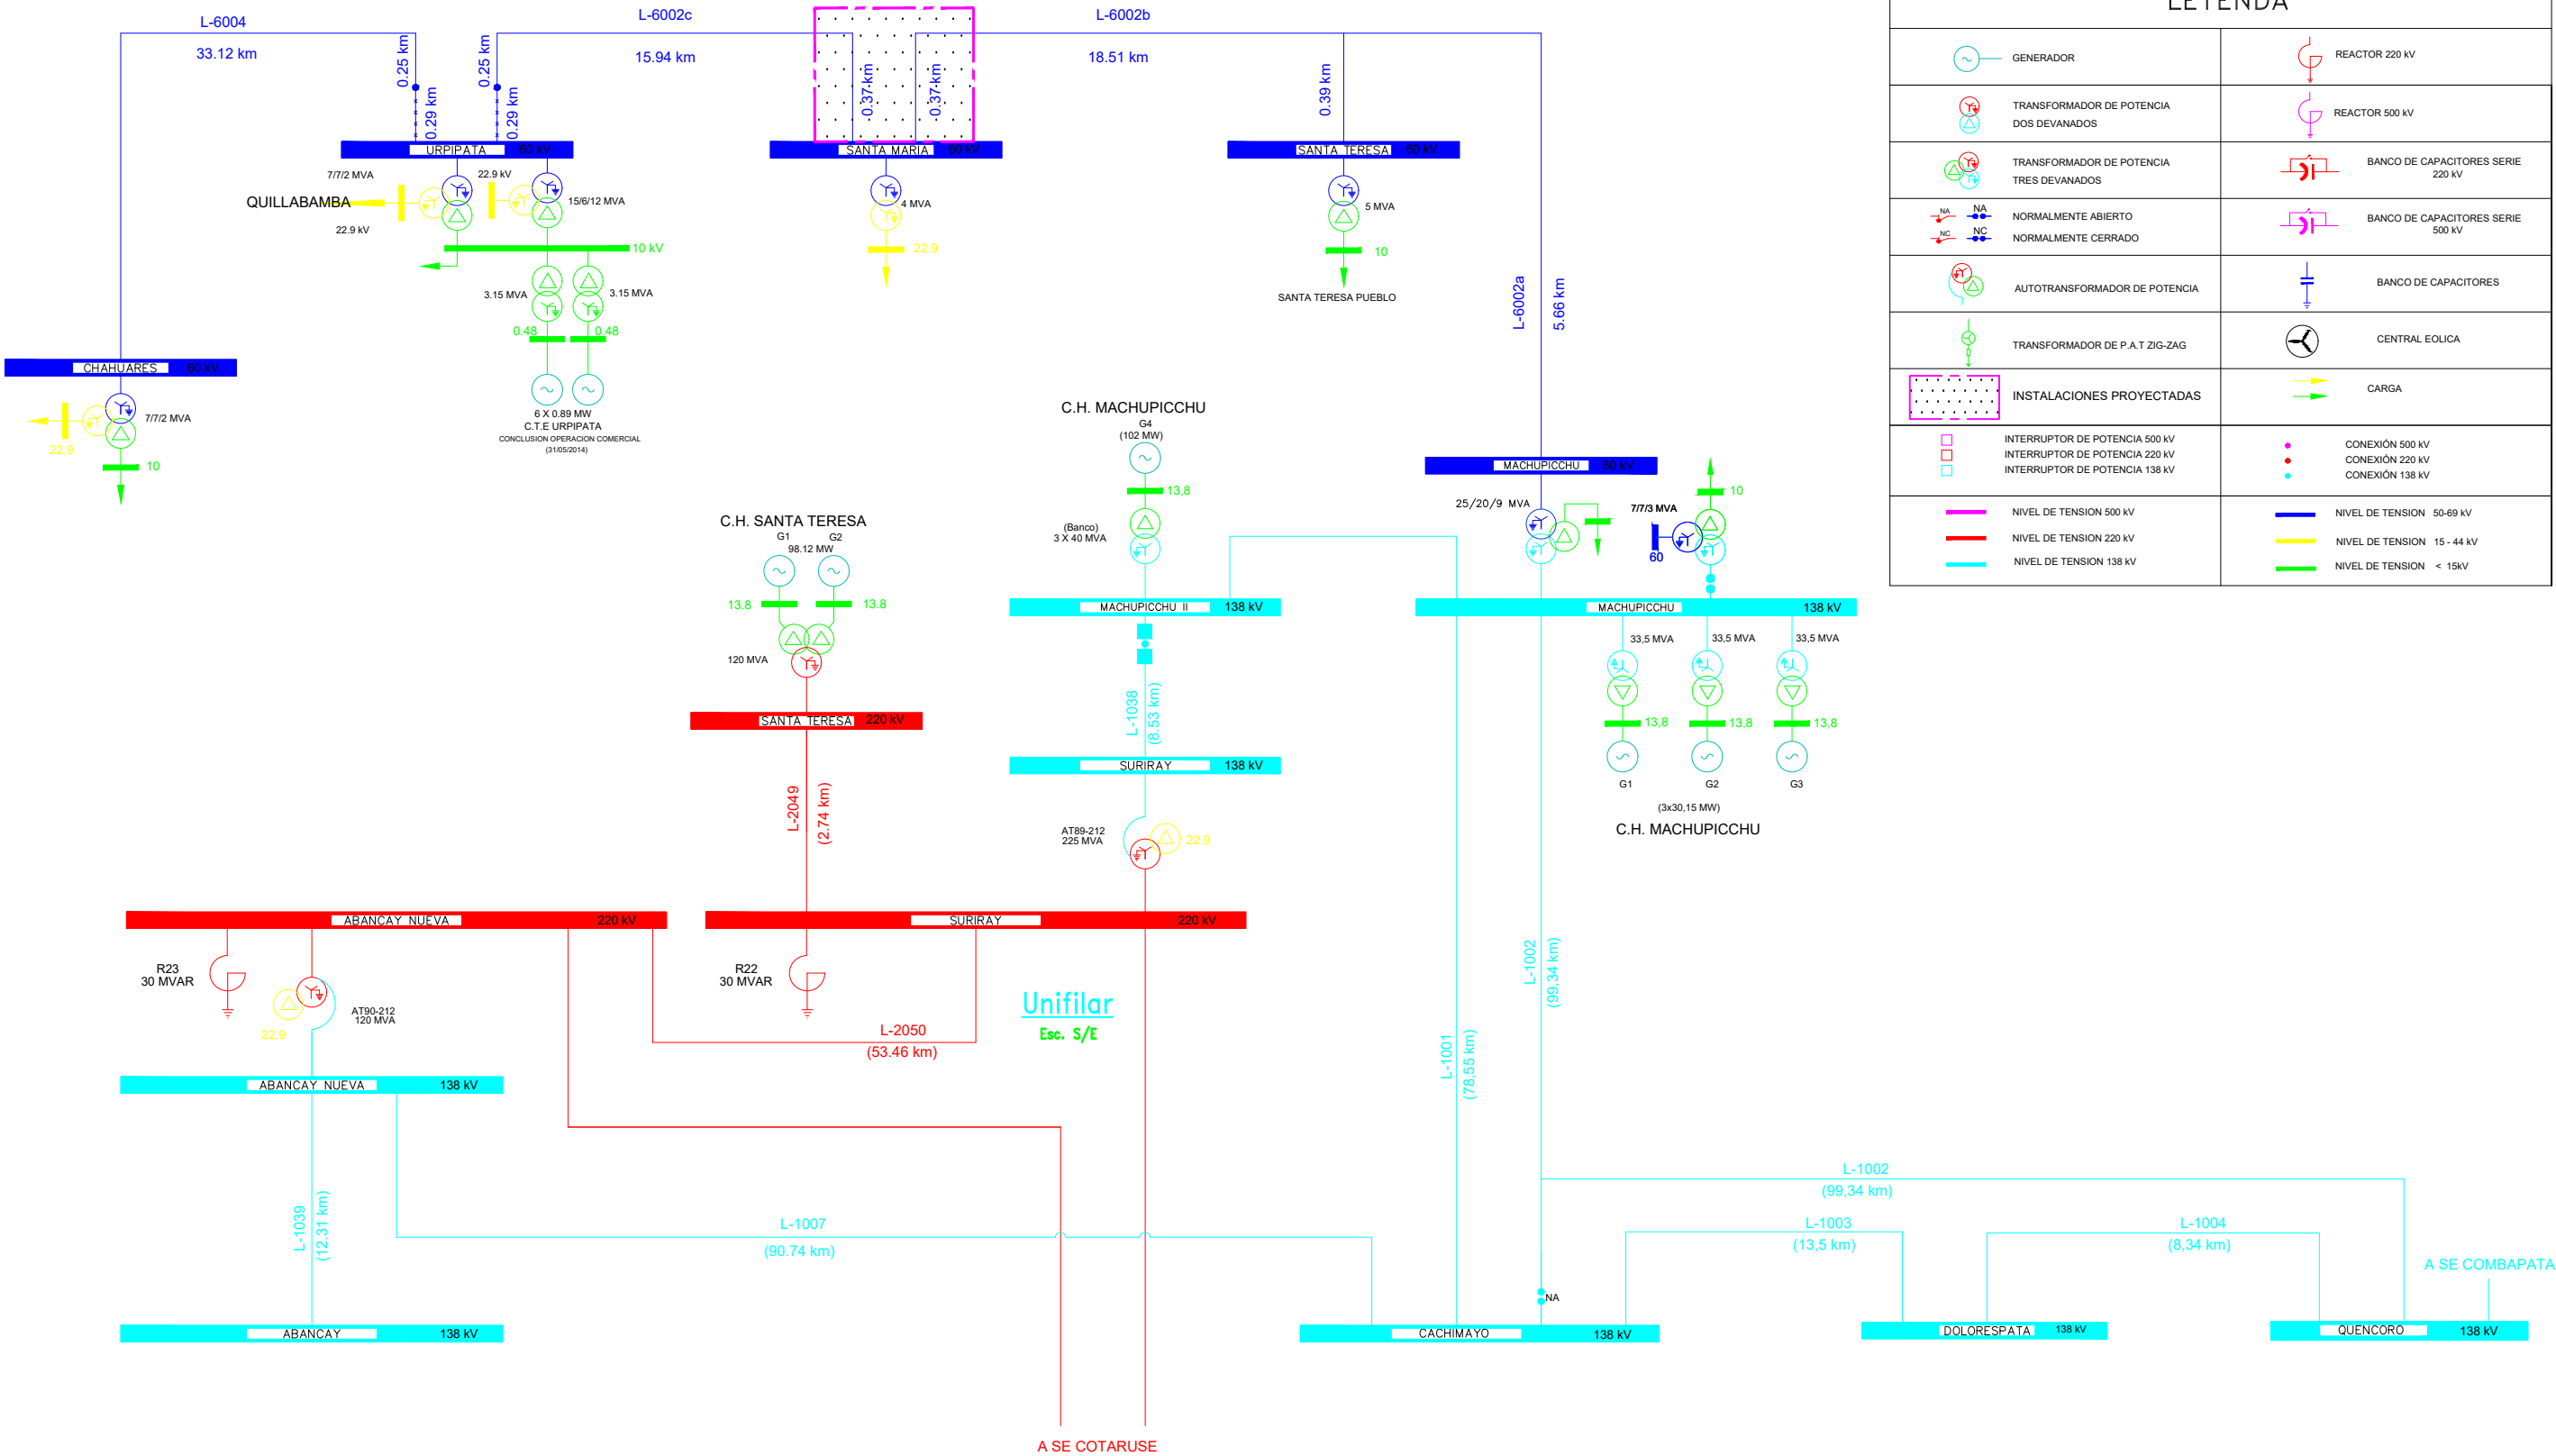 L-6004
33.12 km
0.25 km
0.29 km
0.25 km
0.29 km
L-6002c
15.94 km
0.37 km
0.37 km
L-6002b
18.51 km
0.39 km
URPIPATA 60 kV
SANTA MARIA 60 kV
SANTA TERESA 60 kV
7/7/2 MVA
22.9 kV
QUILLABAMBA
22.9 kV
15/6/12 MVA
10 kV
3.15 MVA
3.15 MVA
0.48
0.48
6 X 0.89 MW
C.T.E URPIPATA
CONCLUSION OPERACION COMERCIAL
(31/05/2014)
4 MVA
22.9
5 MVA
10
SANTA TERESA PUEBLO
L-6002a
5.66 km
CHAHUARES 60 kV
7/7/2 MVA
22.9
10
C.H. MACHUPICCHU
G4
(102 MW)
13.8
(Banco)
3 X 40 MVA
MACHUPICCHU II 138 kV
MACHUPICCHU 60 kV
25/20/9 MVA
7/7/3 MVA
10
60
MACHUPICCHU 138 kV
33,5 MVA
33,5 MVA
33,5 MVA
13,8
13,8
13,8
G1
G2
G3
(3x30,15 MW)
C.H. MACHUPICCHU
C.H. SANTA TERESA
G1
G2
98.12 MW
13.8
13.8
120 MVA
SANTA TERESA 220 kV
L-2049
(2.74 km)
L-1038
(8.53 km)
SURIRAY 138 kV
AT89-212
225 MVA
22,9
ABANCAY NUEVA 220 kV
SURIRAY 220 kV
R23
30 MVAR
AT90-212
120 MVA
22.9
R22
30 MVAR
L-2050
(53.46 km)
Unifilar
Esc. S/E
L-1001
(78,55 km)
L-1002
(99,34 km)
ABANCAY NUEVA 138 kV
L-1039
(12.31 km)
L-1007
(90.74 km)
L-1002
(99,34 km)
L-1003
(13,5 km)
L-1004
(8,34 km)
A SE COMBAPATA
NA
ABANCAY 138 kV
CACHIMAYO 138 kV
DOLORESPATA 138 kV
QUENCORO 138 kV
A SE COTARUSE
LEYENDA
GENERADOR
REACTOR 220 kV
TRANSFORMADOR DE POTENCIA
DOS DEVANADOS
REACTOR 500 kV
TRANSFORMADOR DE POTENCIA
TRES DEVANADOS
BANCO DE CAPACITORES SERIE
220 kV
NA NA NORMALMENTE ABIERTO
NC NC NORMALMENTE CERRADO
BANCO DE CAPACITORES SERIE
500 kV
AUTOTRANSFORMADOR DE POTENCIA
BANCO DE CAPACITORES
TRANSFORMADOR DE P.A.T ZIG-ZAG
CENTRAL EOLICA
INSTALACIONES PROYECTADAS
CARGA
INTERRUPTOR DE POTENCIA 500 kV
INTERRUPTOR DE POTENCIA 220 kV
INTERRUPTOR DE POTENCIA 138 kV
CONEXIÓN 500 kV
CONEXIÓN 220 kV
CONEXIÓN 138 kV
NIVEL DE TENSION 500 kV
NIVEL DE TENSION 220 kV
NIVEL DE TENSION 138 kV
NIVEL DE TENSION 50-69 kV
NIVEL DE TENSION 15 - 44 kV
NIVEL DE TENSION < 15kV